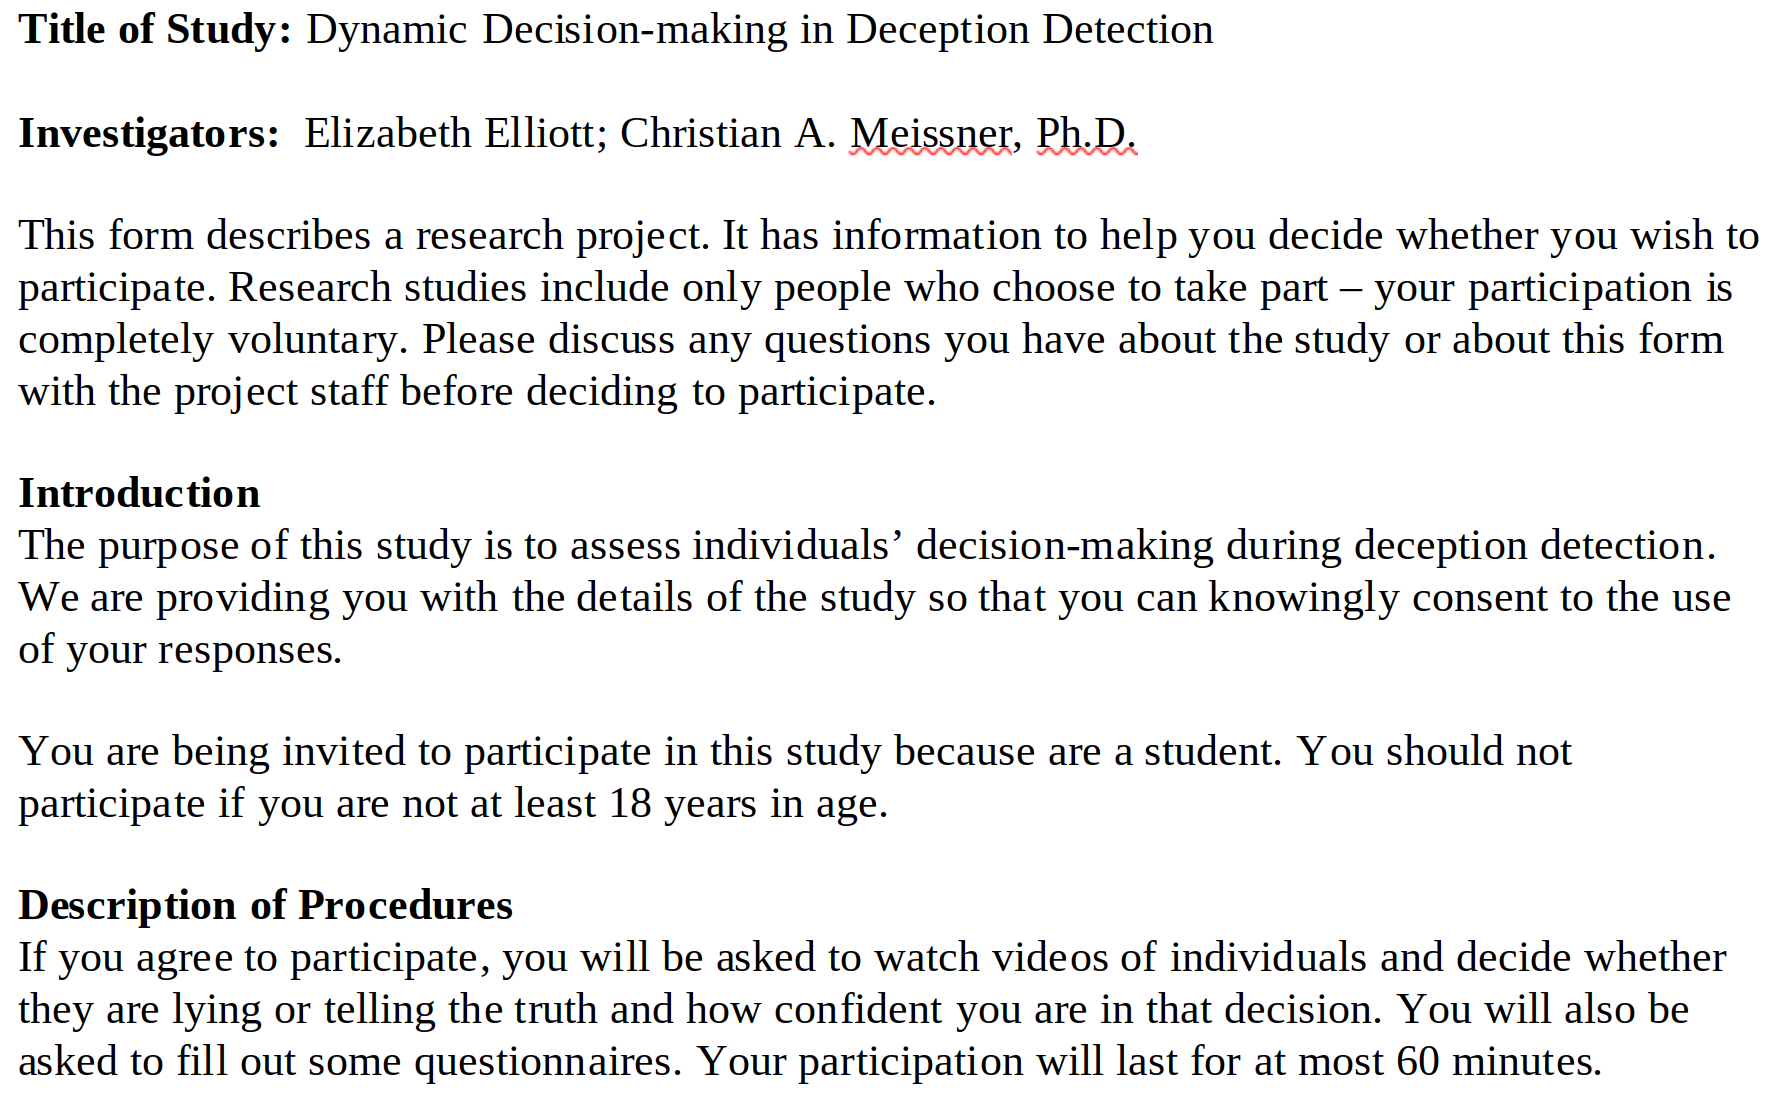 Title of Study: Dynamic Decision-making in Deception Detection
Investigators:  Elizabeth Elliott; Christian A. Meissner, Ph.D.
This form describes a research project. It has information to help you decide whether you wish to
participate. Research studies include only people who choose to take part – your participation is
completely voluntary. Please discuss any questions you have about the study or about this form
with the project staff before deciding to participate.
Introduction
The purpose of this study is to assess individuals’ decision-making during deception detection.
We are providing you with the details of the study so that you can knowingly consent to the use
of your responses.
You are being invited to participate in this study because are a student. You should not
participate if you are not at least 18 years in age.
Description of Procedures
If you agree to participate, you will be asked to watch videos of individuals and decide whether
they are lying or telling the truth and how confident you are in that decision. You will also be
asked to fill out some questionnaires. Your participation will last for at most 60 minutes.